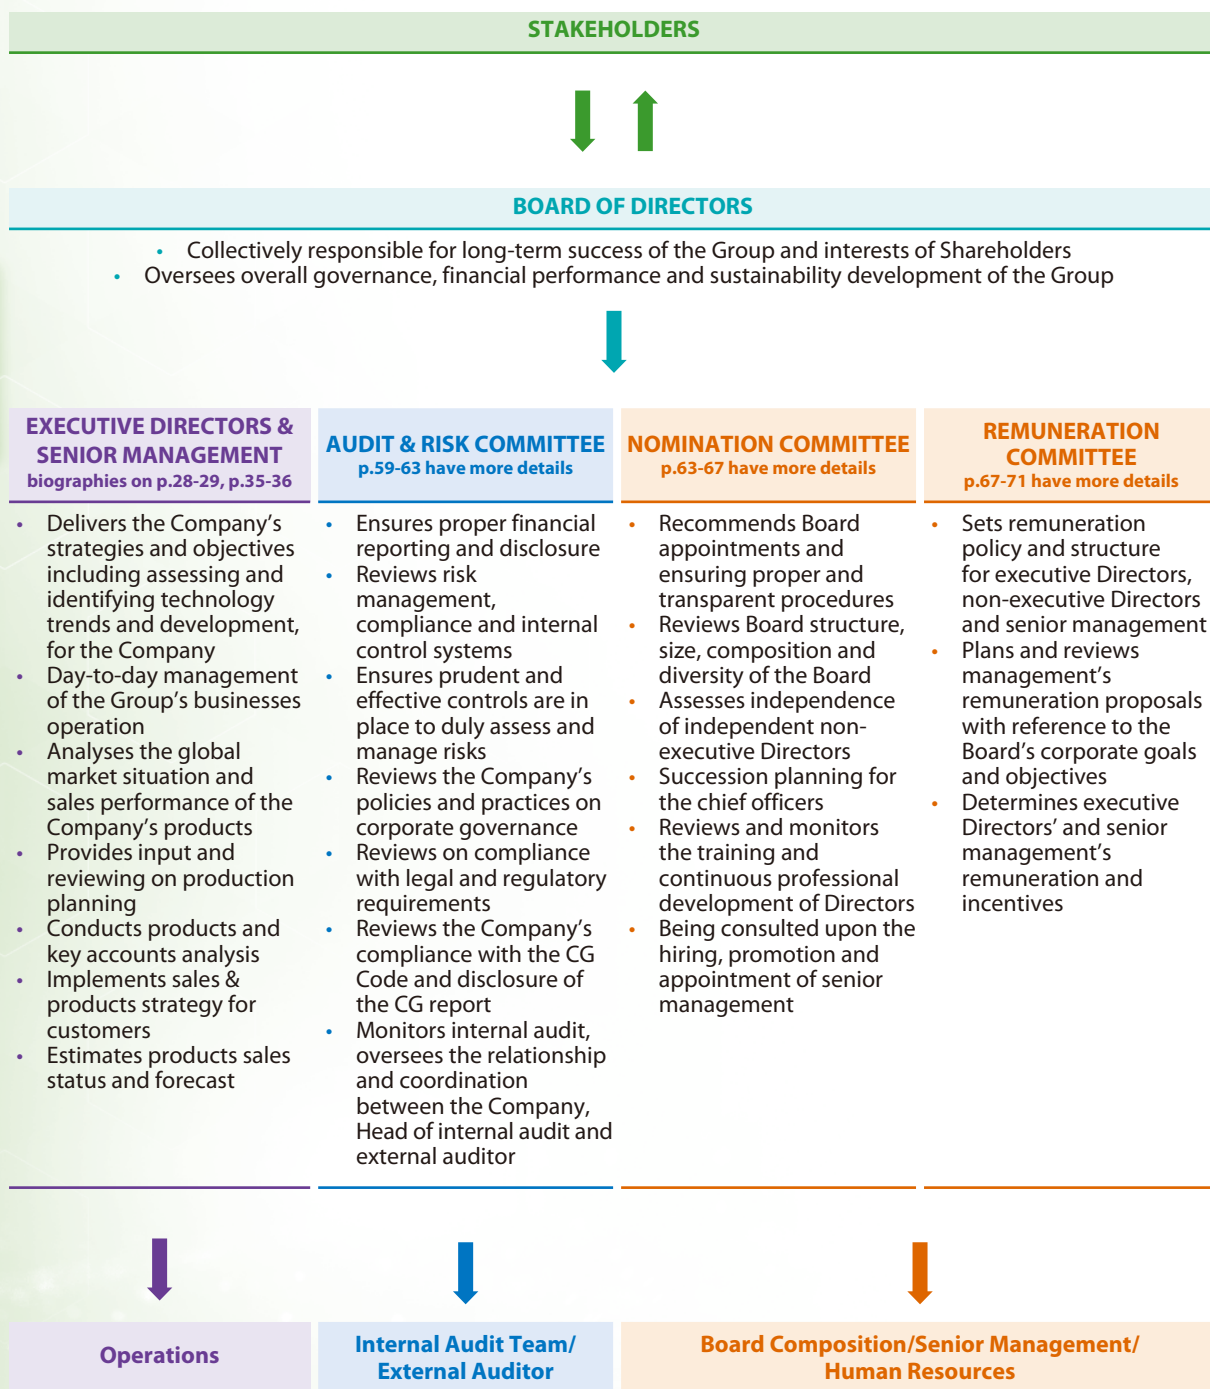 STAKEHOLDERS
BOARD OF DIRECTORS
• Collectively responsible for long-term success of the Group and interests of Shareholders
• Oversees overall governance, financial performance and sustainability development of the Group
EXECUTIVE DIRECTORS &
SENIOR MANAGEMENT
biographies on p.28-29, p.35-36
• Delivers the Company's
strategies and objectives
including assessing and
identifying technology
trends and development,
for the Company
• Day-to-day management
of the Group's businesses
operation
• Analyses the global
market situation and
sales performance of the
Company's products
• Provides input and
reviewing on production
planning
• Conducts products and
key accounts analysis
• Implements sales &
products strategy for
customers
• Estimates products sales
status and forecast
AUDIT & RISK COMMITTEE
p.59-63 have more details
• Ensures proper financial
reporting and disclosure
• Reviews risk
management,
compliance and internal
control systems
• Ensures prudent and
effective controls are in
place to duly assess and
manage risks
• Reviews the Company's
policies and practices on
corporate governance
• Reviews on compliance
with legal and regulatory
requirements
• Reviews the Company's
compliance with the CG
Code and disclosure of
the CG report
• Monitors internal audit,
oversees the relationship
and coordination
between the Company,
Head of internal audit and
external auditor
NOMINATION COMMITTEE
p.63-67 have more details
• Recommends Board
appointments and
ensuring proper and
transparent procedures
• Reviews Board structure,
size, composition and
diversity of the Board
• Assesses independence
of independent non-
executive Directors
• Succession planning for
the chief officers
• Reviews and monitors
the training and
continuous professional
development of Directors
• Being consulted upon the
hiring, promotion and
appointment of senior
management
REMUNERATION
COMMITTEE
p.67-71 have more details
• Sets remuneration
policy and structure
for executive Directors,
non-executive Directors
and senior management
• Plans and reviews
management's
remuneration proposals
with reference to the
Board's corporate goals
and objectives
• Determines executive
Directors' and senior
management's
remuneration and
incentives
Operations
Internal Audit Team/
External Auditor
Board Composition/Senior Management/
Human Resources